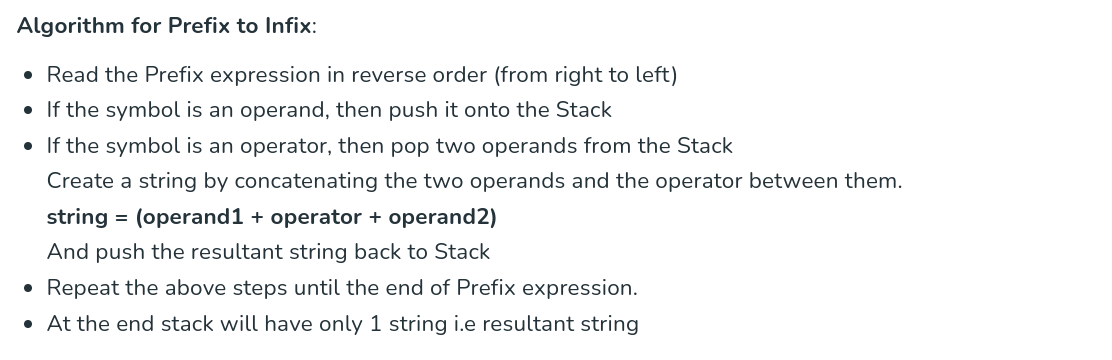 Algorithm for Prefix to Infix:
• Read the Prefix expression in reverse order (from right to left)
• If the symbol is an operand, then push it onto the Stack
• If the symbol is an operator, then pop two operands from the Stack
Create a string by concatenating the two operands and the operator between them.
string = (operand1 + operator + operand2)
And push the resultant string back to Stack
• Repeat the above steps until the end of Prefix expression.
• At the end stack will have only 1 string i.e resultant string